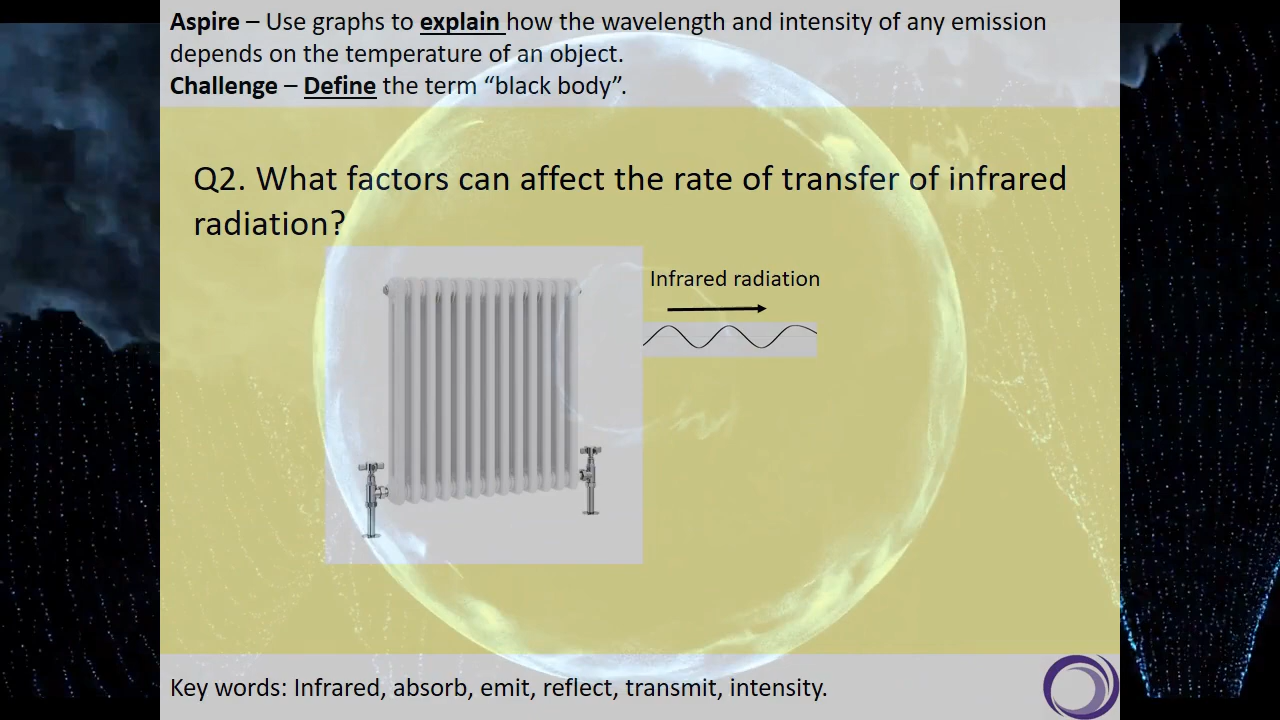 Aspire – Use graphs to explain how the wavelength and intensity of any emission
depends on the temperature of an object.
Challenge – Define the term “black body”.
Q2. What factors can affect the rate of transfer of infrared
radiation?
Infrared radiation
Key words: Infrared, absorb, emit, reflect, transmit, intensity.